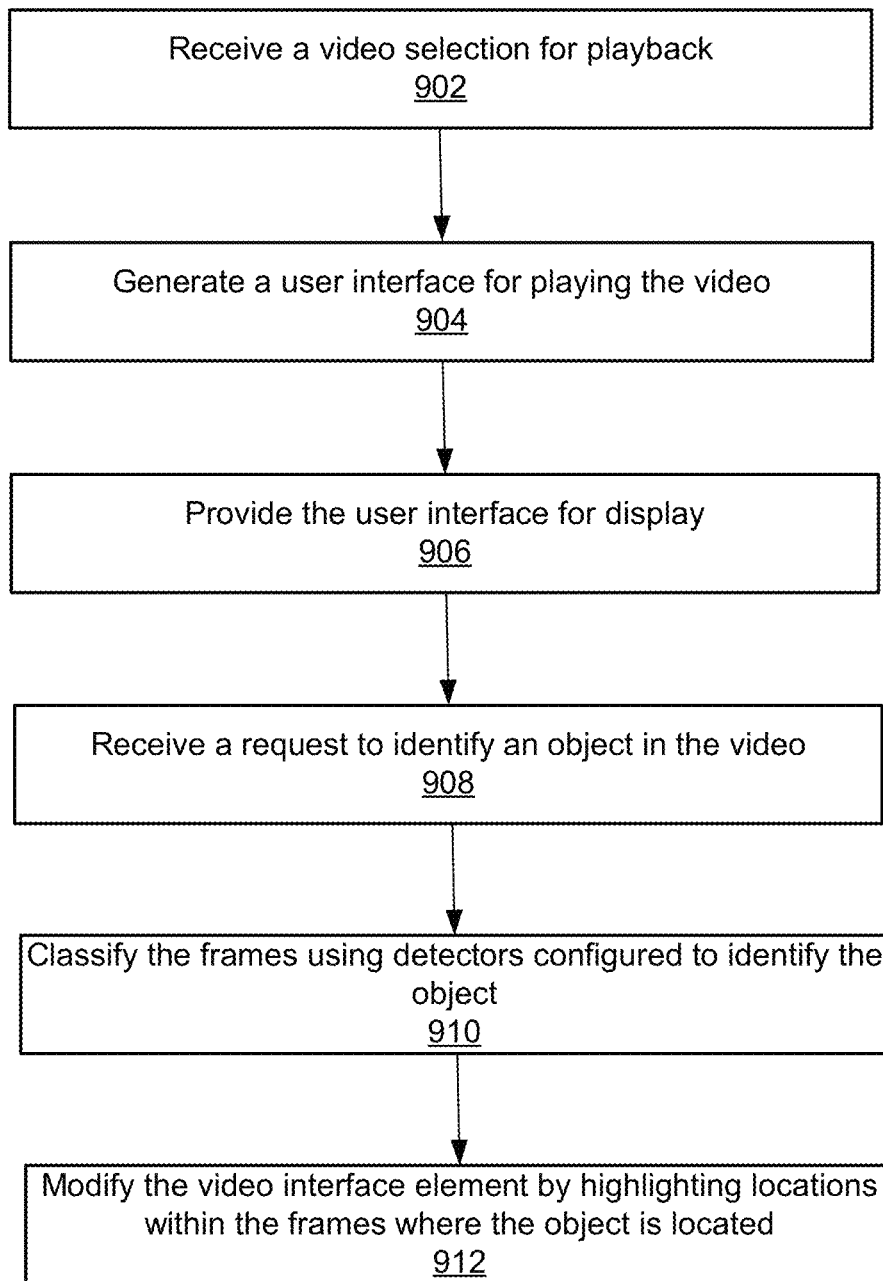 Receive a video selection for playback
902
Generate a user interface for playing the video
904
Provide the user interface for display
906
Receive a request to identify an object in the video
908
Classify the frames using detectors configured to identify the
object
910
Modify the video interface element by highlighting locations
within the frames where the object is located
912